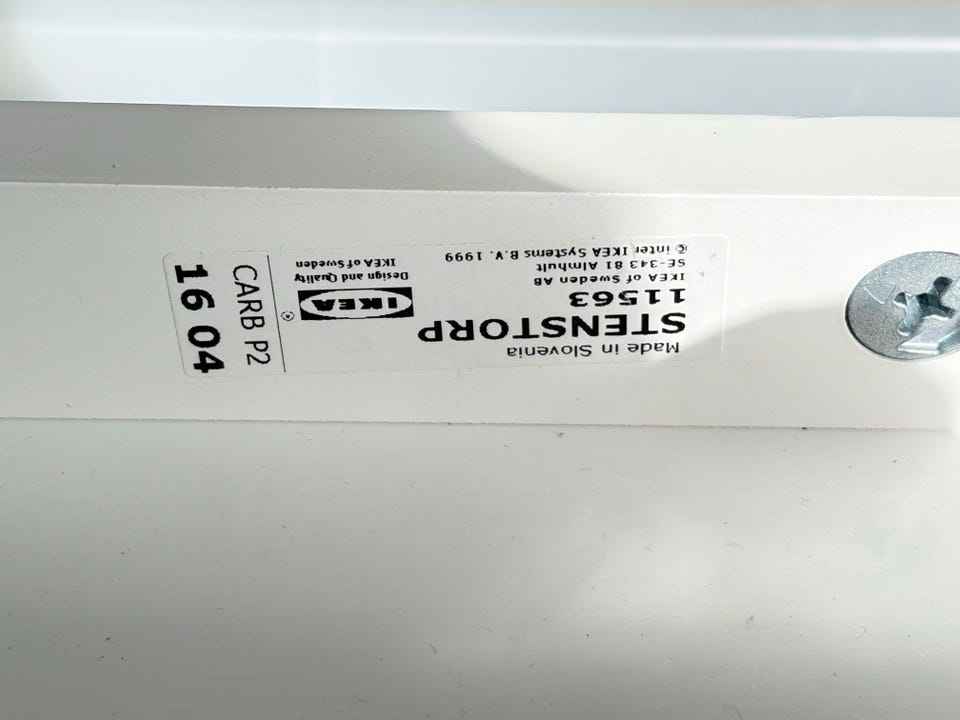 Made in Slovenia
STENSTORP
11563
IKEA of Sweden AB
SE-343 81 Älmhult
© Inter IKEA Systems B.V. 1999
IKEA
®
Design and Quality
IKEA of Sweden
CARB P2
16 04